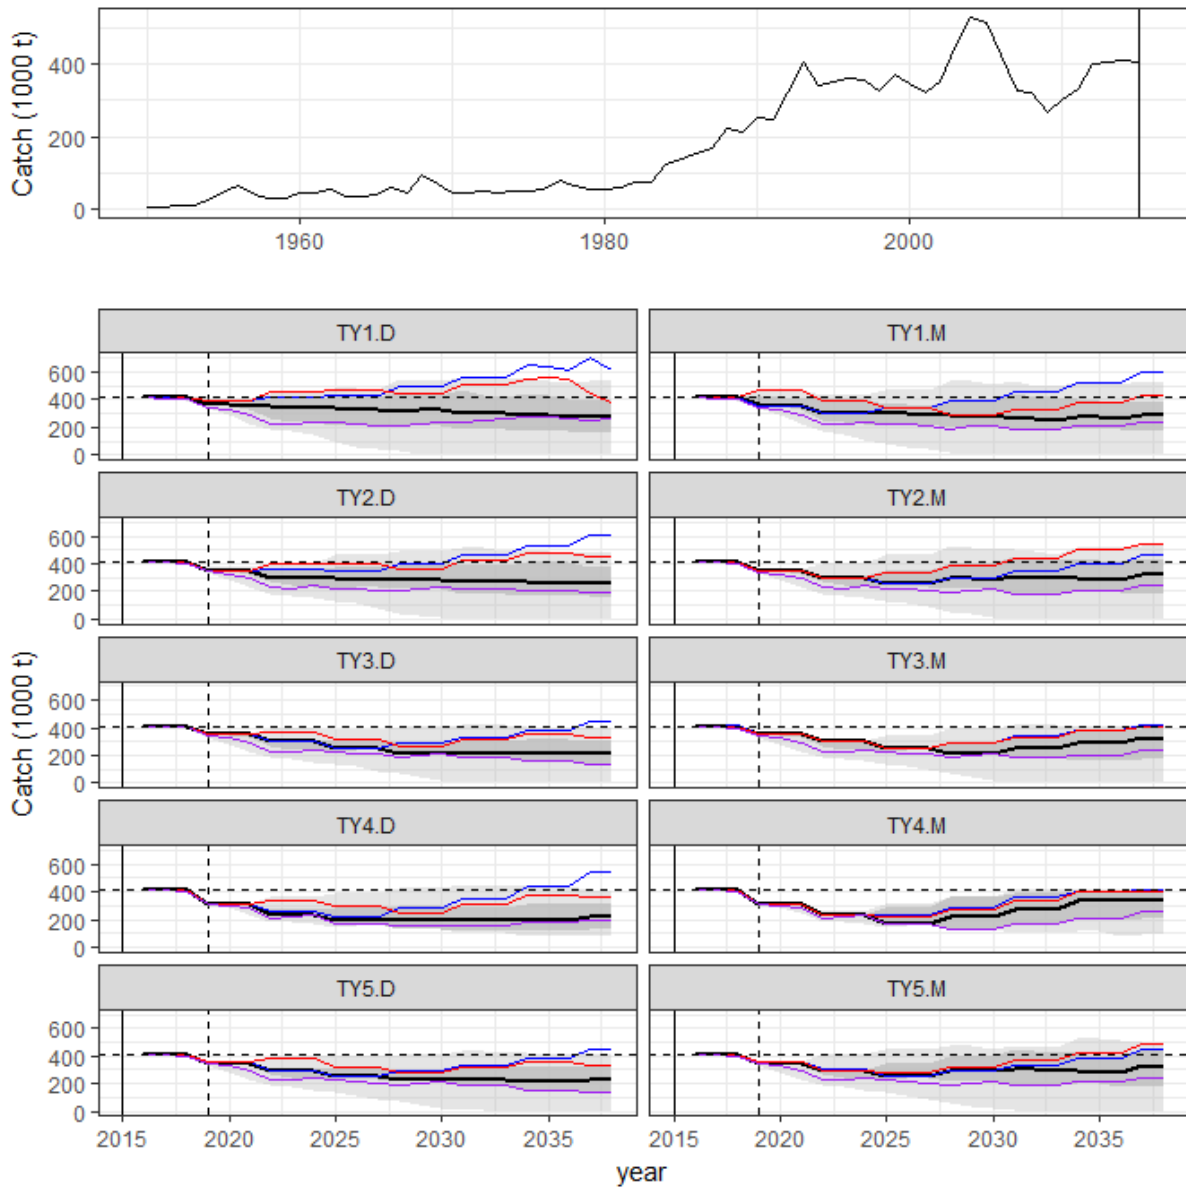 Catch (1000 t)
400
200
0
1960 1980 2000
TY1.D TY1.M
600
400
200
0
TY2.D TY2.M
600
400
200
0
Catch (1000 t)
TY3.D TY3.M
600
400
200
0
TY4.D TY4.M
600
400
200
0
TY5.D TY5.M
600
400
200
0
2015 2020 2025 2030 2035 2015 2020 2025 2030 2035
year